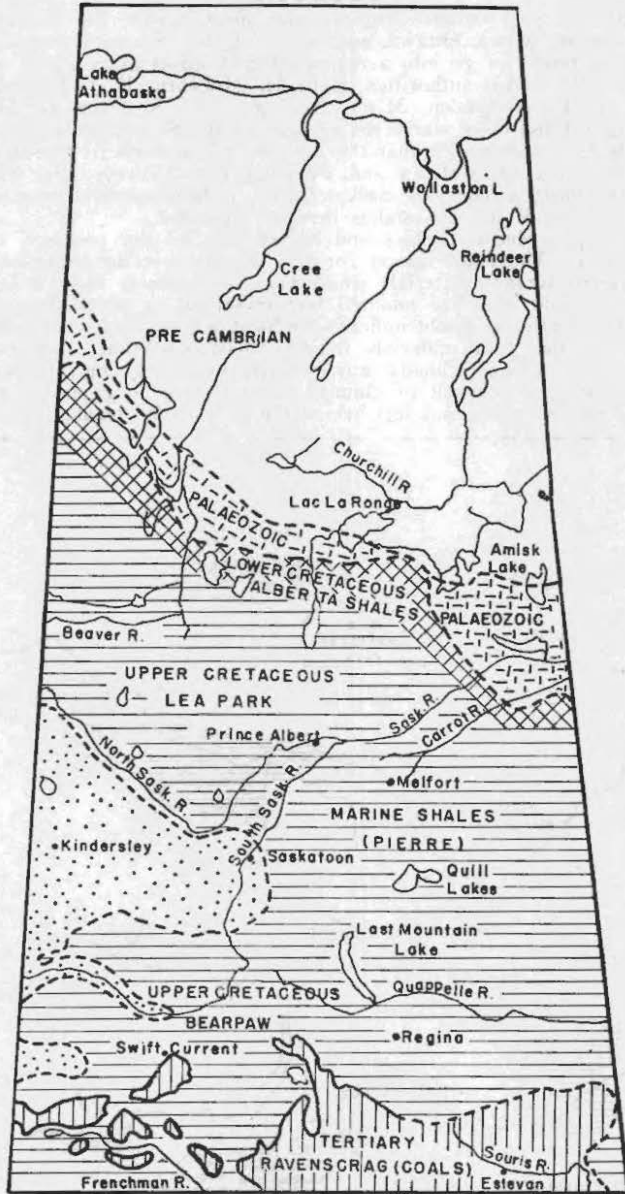 Lake
Athabaska
Wollaston L.
Reindeer
Lake
Cree
Lake
PRE CAMBRIAN
Churchill R.
Lac La Ronge
PALAEOZOIC
Amisk
Lake
LOWER CRETACEOUS
ALBERTA SHALES
PALAEOZOIC
Beaver R.
UPPER CRETACEOUS
LEA PARK
Sask. R.
Prince Albert
Carrot R.
North Sask. R.
Melfort
South Sask. R.
MARINE SHALES
(PIERRE)
Kindersley
Saskatoon
Quill
Lakes
Last Mountain
Lake
UPPER CRETACEOUS
Quappelle R.
BEARPAW
Regina
Swift Current
TERTIARY
RAVENSCRAG (COALS)
Souris R.
Frenchman R.
Estevan